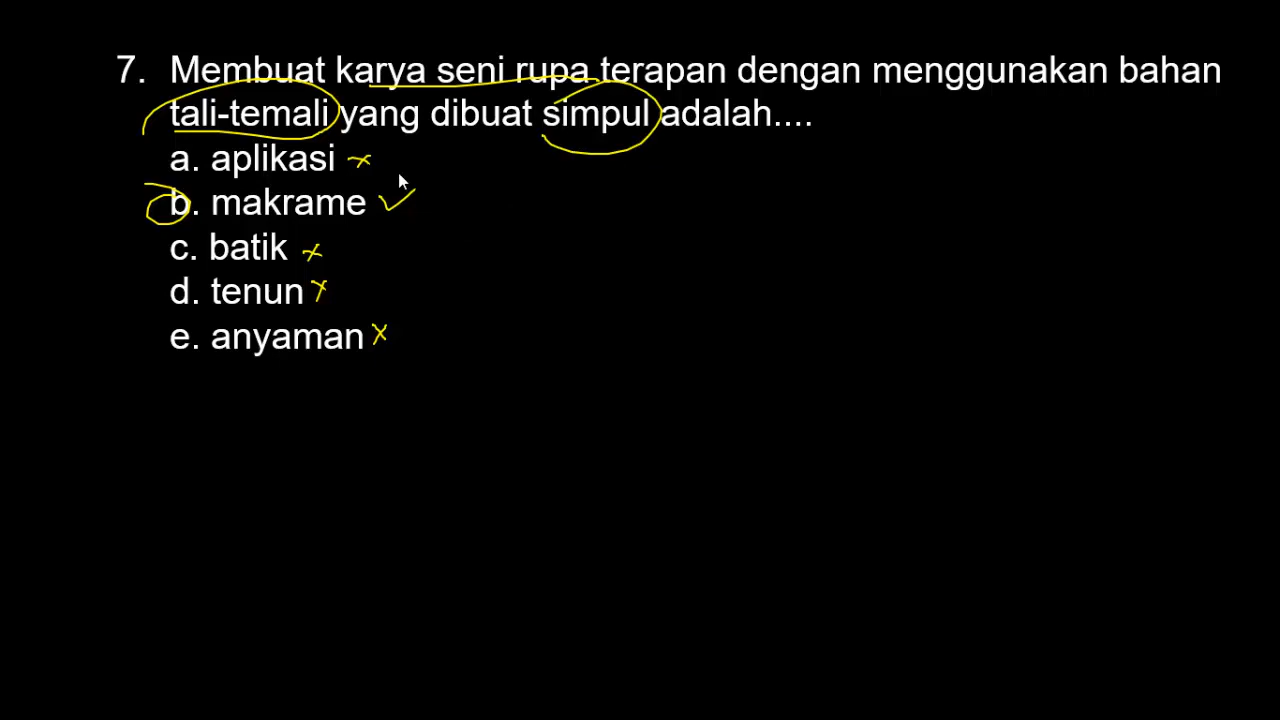 7. Membuat karya seni rupa terapan dengan menggunakan bahan
tali-temali yang dibuat simpul adalah....
a. aplikasi
b. makrame
c. batik
d. tenun
e. anyaman